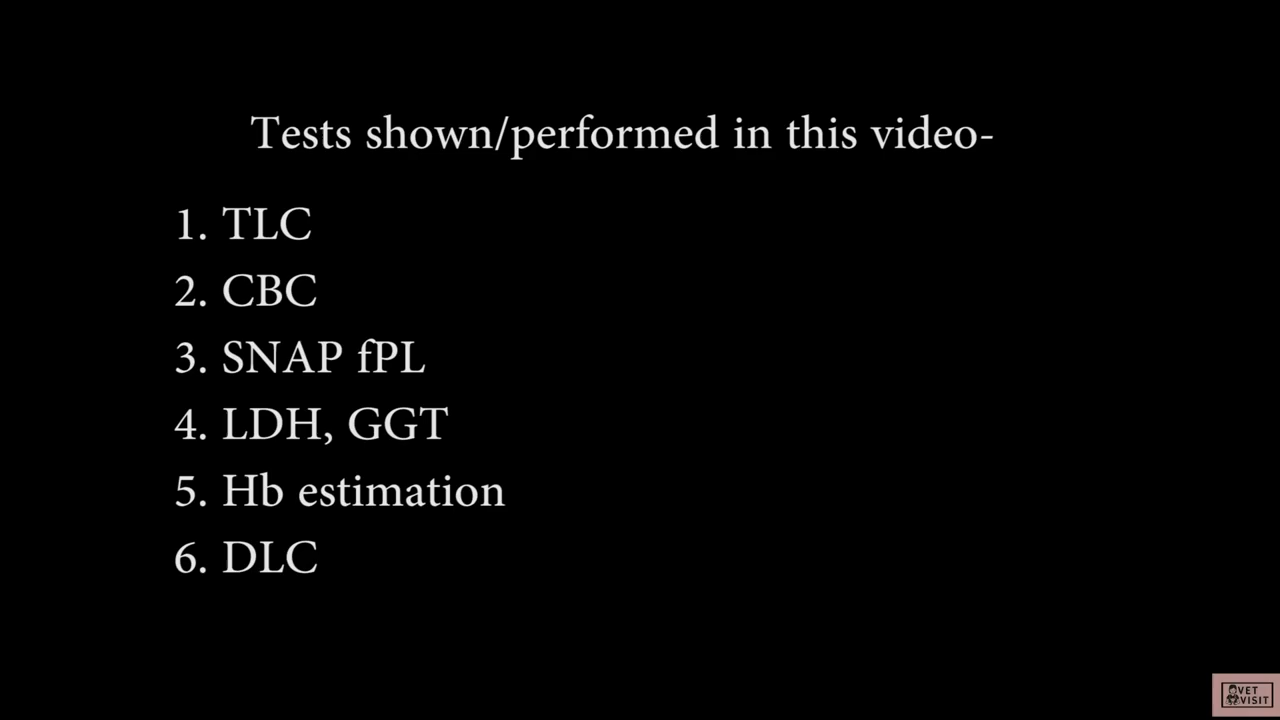 Tests shown/performed in this video-
1. TLC
2. CBC
3. SNAP fPL
4. LDH, GGT
5. Hb estimation
6. DLC
VET
VISIT